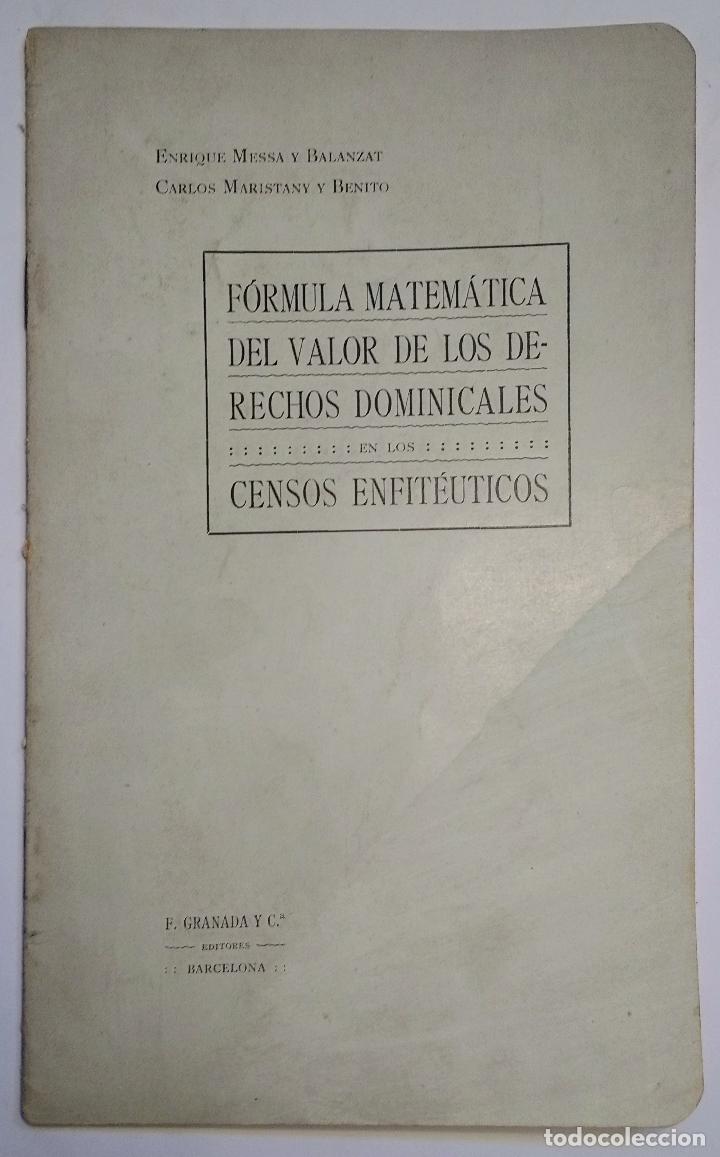 ENRIQUE MESSA Y BALANZAT
CARLOS MARISTANY Y BENITO
FÓRMULA MATEMÁTICA
DEL VALOR DE LOS DE-
RECHOS DOMINICALES
: : : : : : : : : EN LOS : : : : : : : : :
CENSOS ENFITÉUTICOS
F. GRANADA Y C.ª
EDITORES
: : BARCELONA : :
todocoleccion